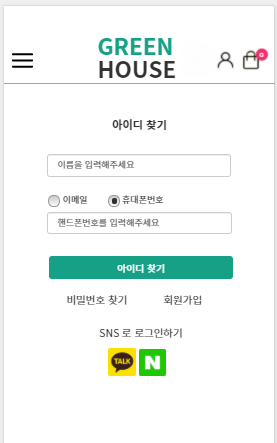 GREEN
HOUSE
0
아이디 찾기
이름을 입력해주세요
이메일 휴대폰번호
핸드폰번호를 입력해주세요
아이디 찾기
비밀번호 찾기 회원가입
SNS 로 로그인하기
TALK N